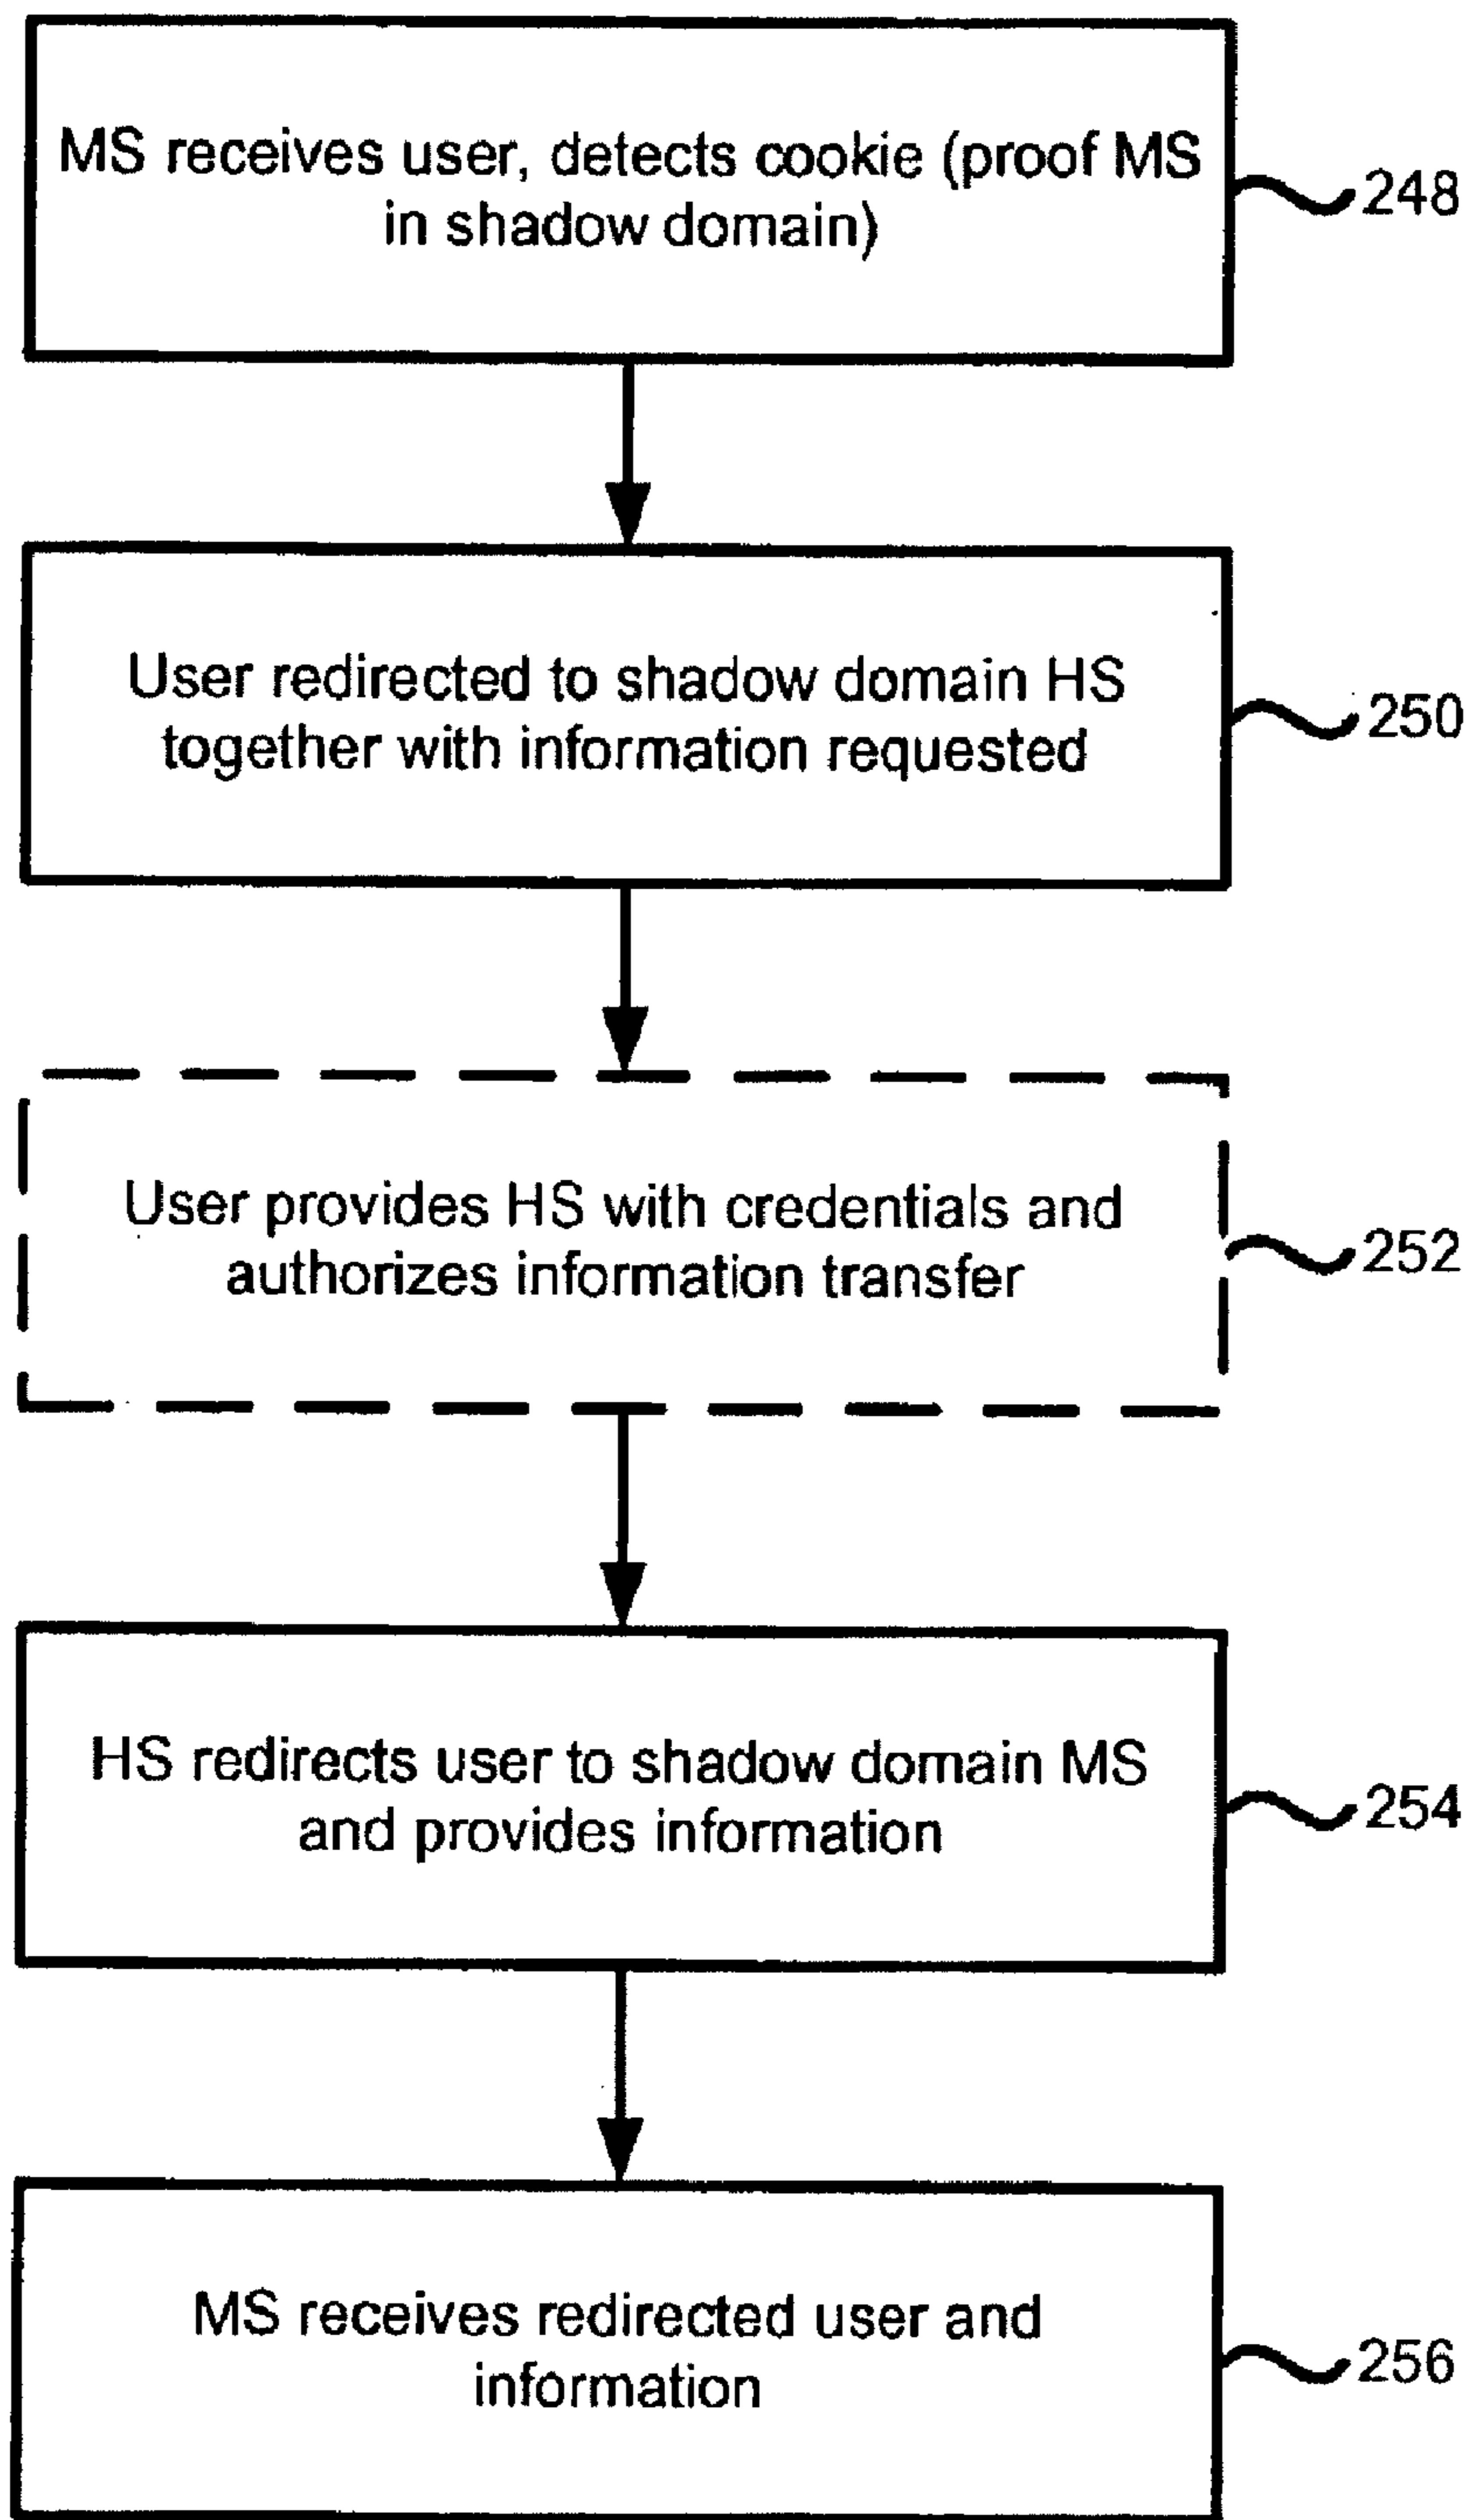 MS receives user, detects cookie (proof MS
in shadow domain)
248
User redirected to shadow domain HS
together with information requested
250
User provides HS with credentials and
authorizes information transfer
252
HS redirects user to shadow domain MS
and provides information
254
MS receives redirected user and
information
256